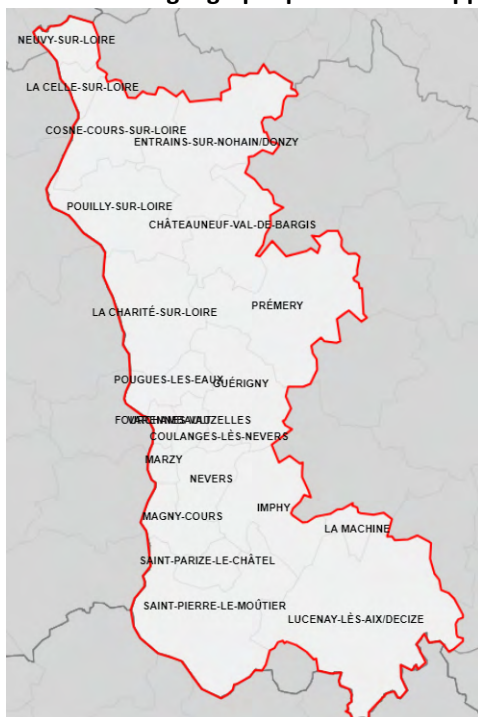 NEUVY-SUR-LOIRE
LA CELLE-SUR-LOIRE
COSNE-COURS-SUR-LOIRE
ENTRAINS-SUR-NOHAIN/DONZY
POUILLY-SUR-LOIRE
CHÂTEAUNEUF-VAL-DE-BARGIS
PRÉMERY
LA CHARITÉ-SUR-LOIRE
POUGUES-LES-EAUX
GUÉRIGNY
COULANGES-LÈS-NEVERS
MARZY
NEVERS
IMPHY
MAGNY-COURS
LA MACHINE
SAINT-PARIZE-LE-CHÂTEL
SAINT-PIERRE-LE-MOÛTIER
LUCENAY-LÈS-AIX/DECIZE